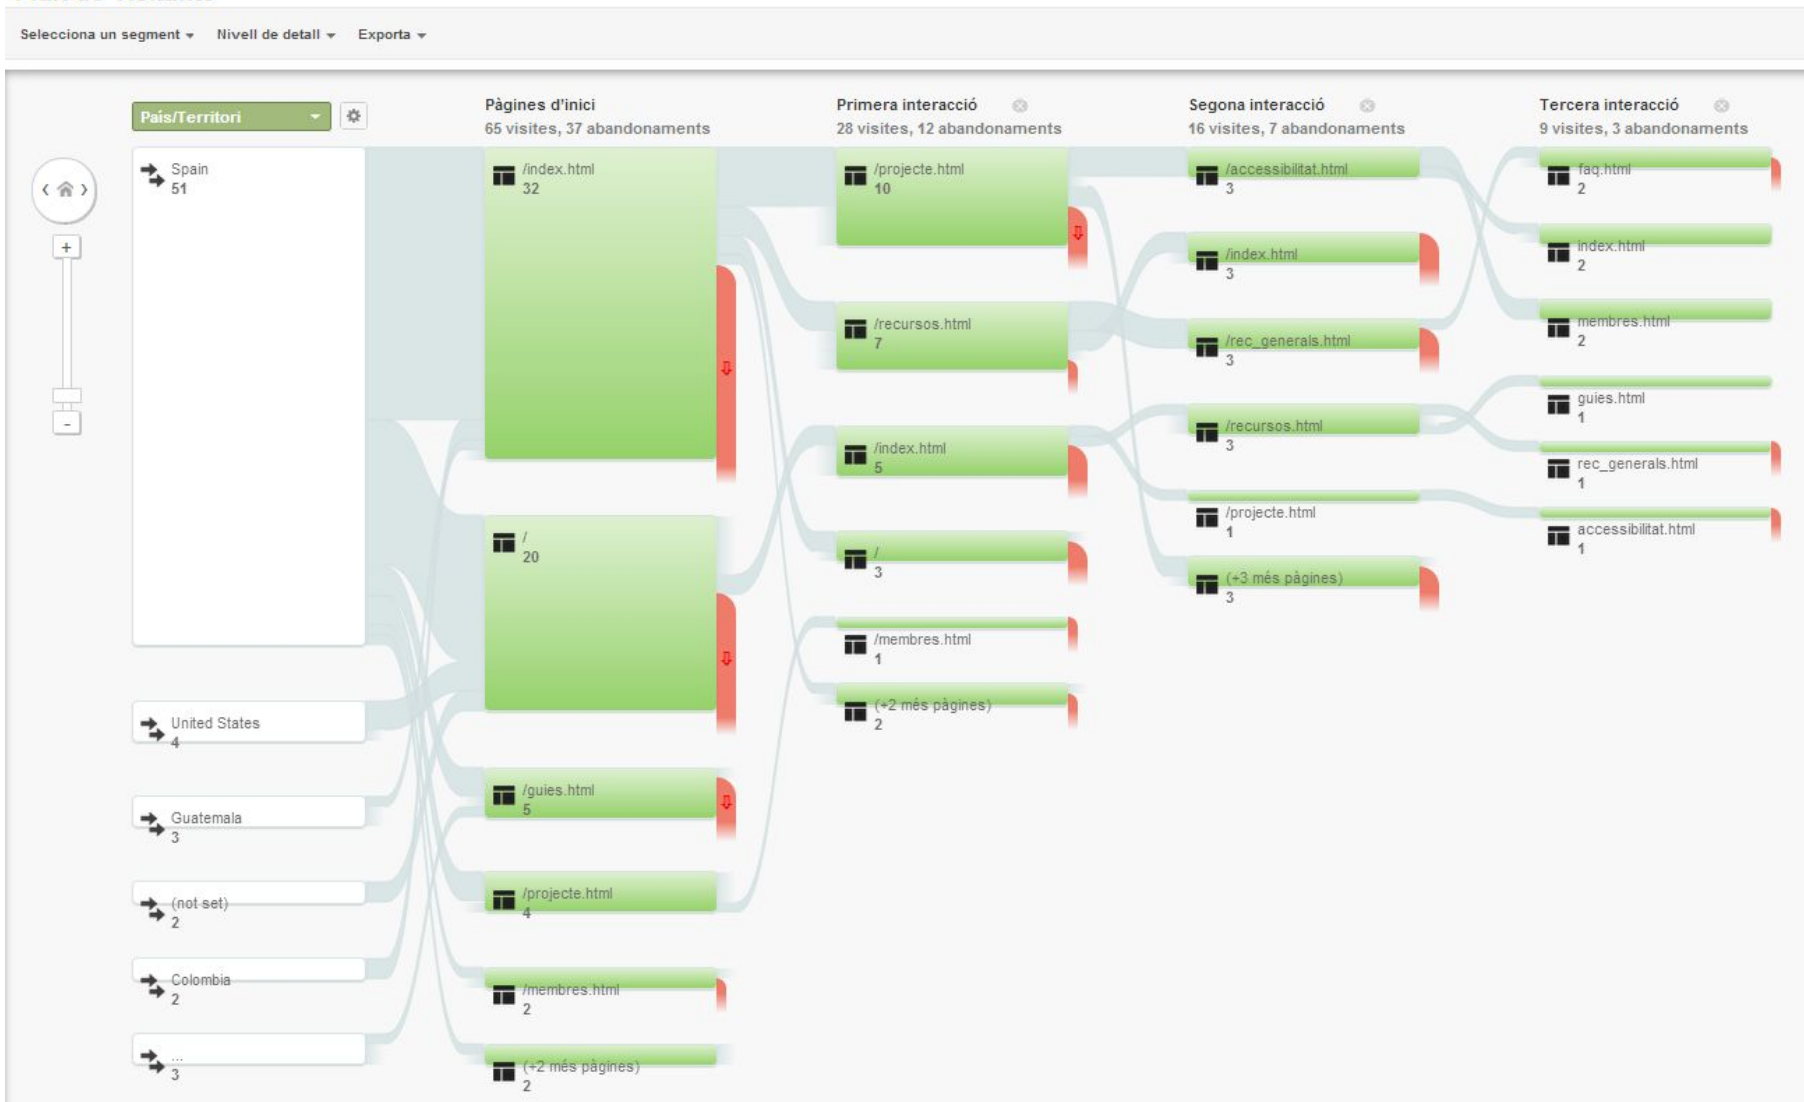 Selecciona un segment
Nivell de detall
Exporta
País/Territori
Spain
51
United States
4
Guatemala
3
(not set)
2
Colombia
2
...
3
Pàgines d'inici
65 visites, 37 abandonaments
/index.html
32
/
20
/guies.html
5
/projecte.html
4
/membres.html
2
(+2 més pàgines)
2
Primera interacció
28 visites, 12 abandonaments
/projecte.html
10
/recursos.html
7
/index.html
5
/
3
/membres.html
1
(+2 més pàgines)
2
Segona interacció
16 visites, 7 abandonaments
/accessibilitat.html
3
/index.html
3
/rec_generals.html
3
/recursos.html
3
/projecte.html
1
(+3 més pàgines)
3
Tercera interacció
9 visites, 3 abandonaments
faq.html
2
index.html
2
membres.html
2
guies.html
1
rec_generals.html
1
accessibilitat.html
1